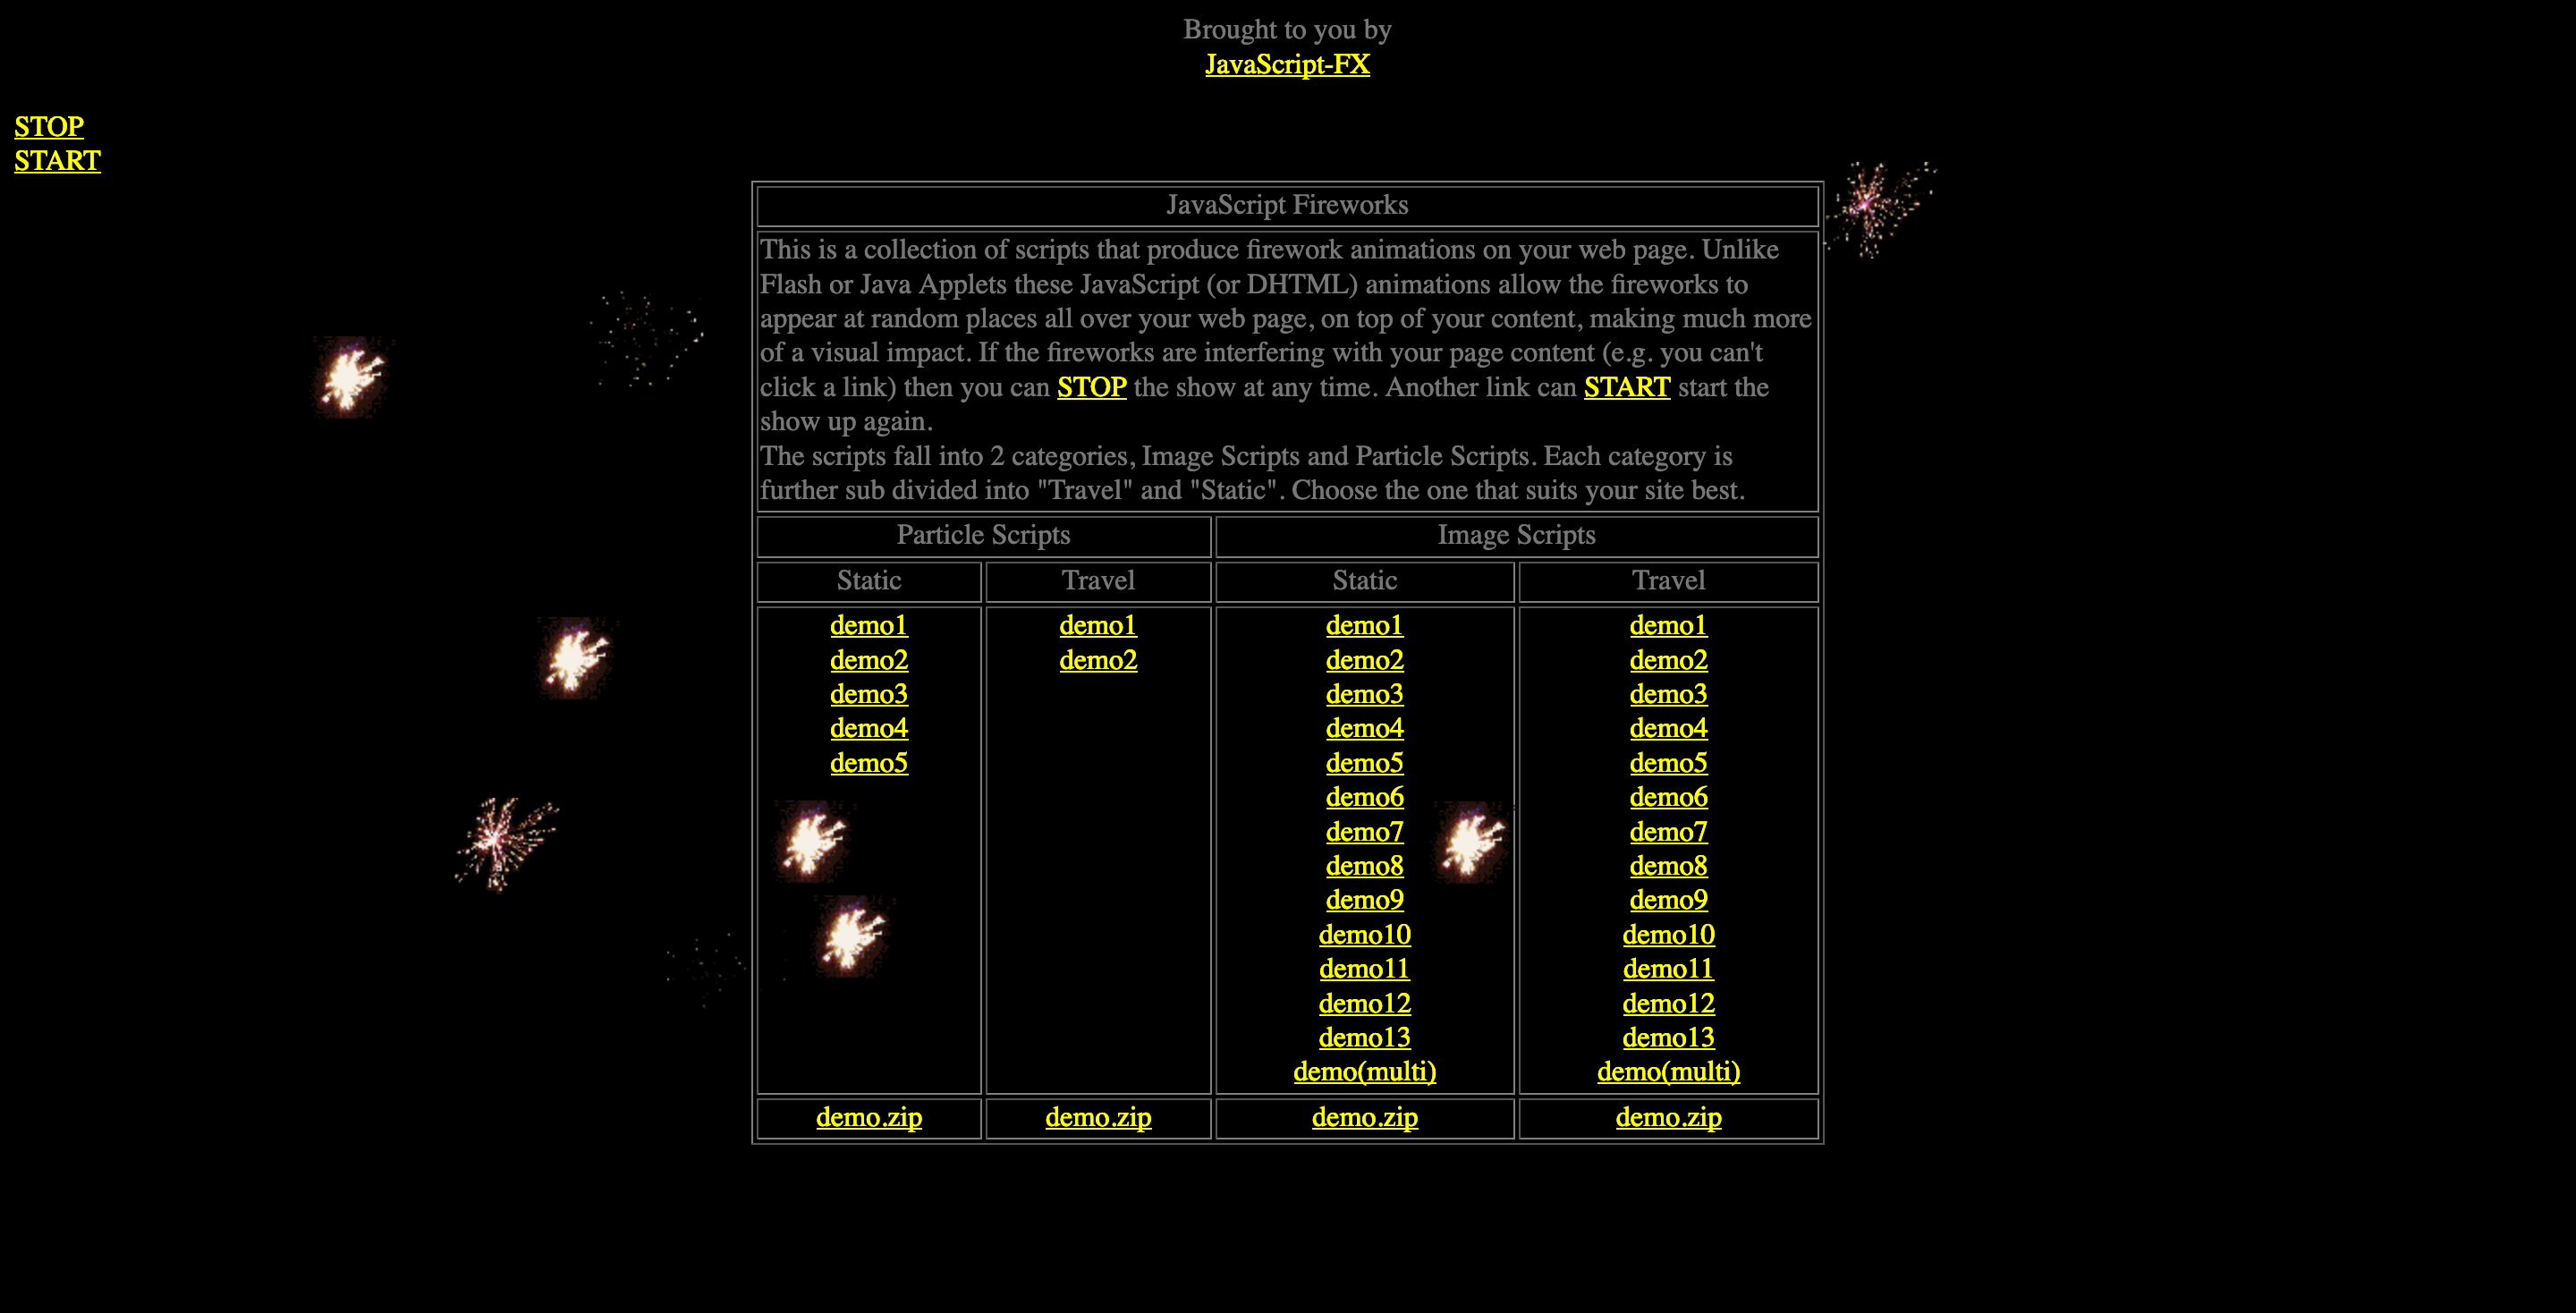 Brought to you by
JavaScript-FX
STOP
START
JavaScript Fireworks
This is a collection of scripts that produce firework animations on your web page. Unlike
Flash or Java Applets these JavaScript (or DHTML) animations allow the fireworks to
appear at random places all over your web page, on top of your content, making much more
of a visual impact. If the fireworks are interfering with your page content (e.g. you can't
click a link) then you can STOP the show at any time. Another link can START start the
show up again.
The scripts fall into 2 categories, Image Scripts and Particle Scripts. Each category is
further sub divided into "Travel" and "Static". Choose the one that suits your site best.
Particle Scripts Image Scripts
Static Travel Static Travel
demo1 demo1 demo1 demo1
demo2 demo2 demo2 demo2
demo3 demo3 demo3
demo4 demo4 demo4
demo5 demo5 demo5
demo6 demo6
demo7 demo7
demo8 demo8
demo9 demo9
demo10 demo10
demo11 demo11
demo12 demo12
demo13 demo13
demo(multi) demo(multi)
demo.zip demo.zip demo.zip demo.zip